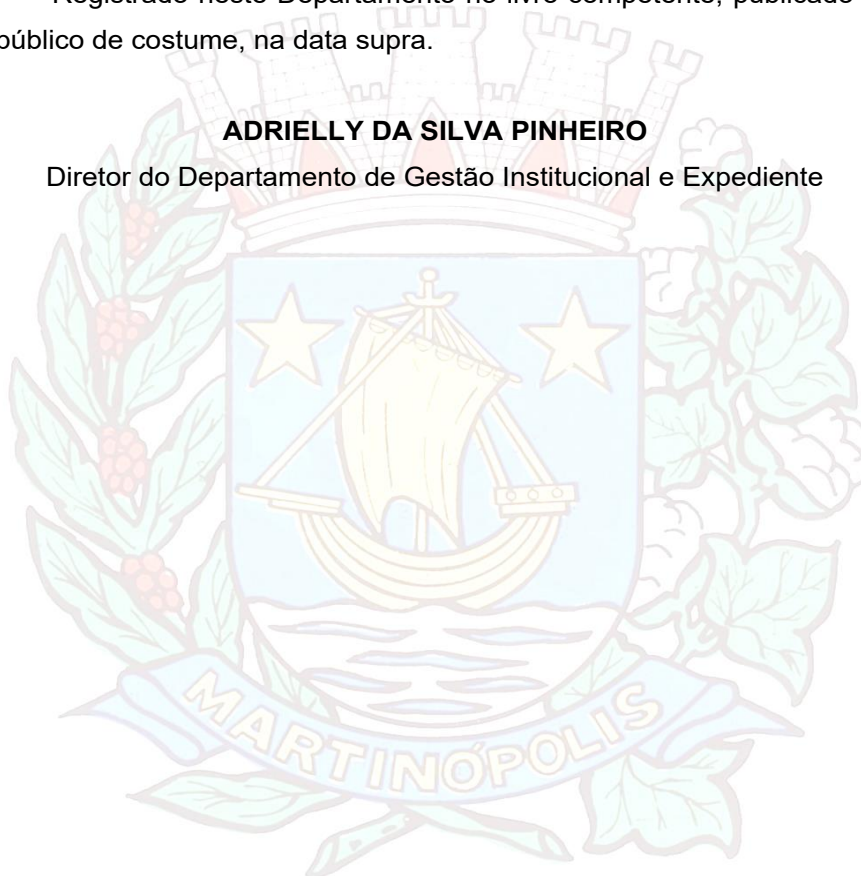 Registrado neste Departamento no livro competente, publicado
público de costume, na data supra.
ADRIELLY DA SILVA PINHEIRO
Diretor do Departamento de Gestão Institucional e Expediente
MARTINÓPOLIS